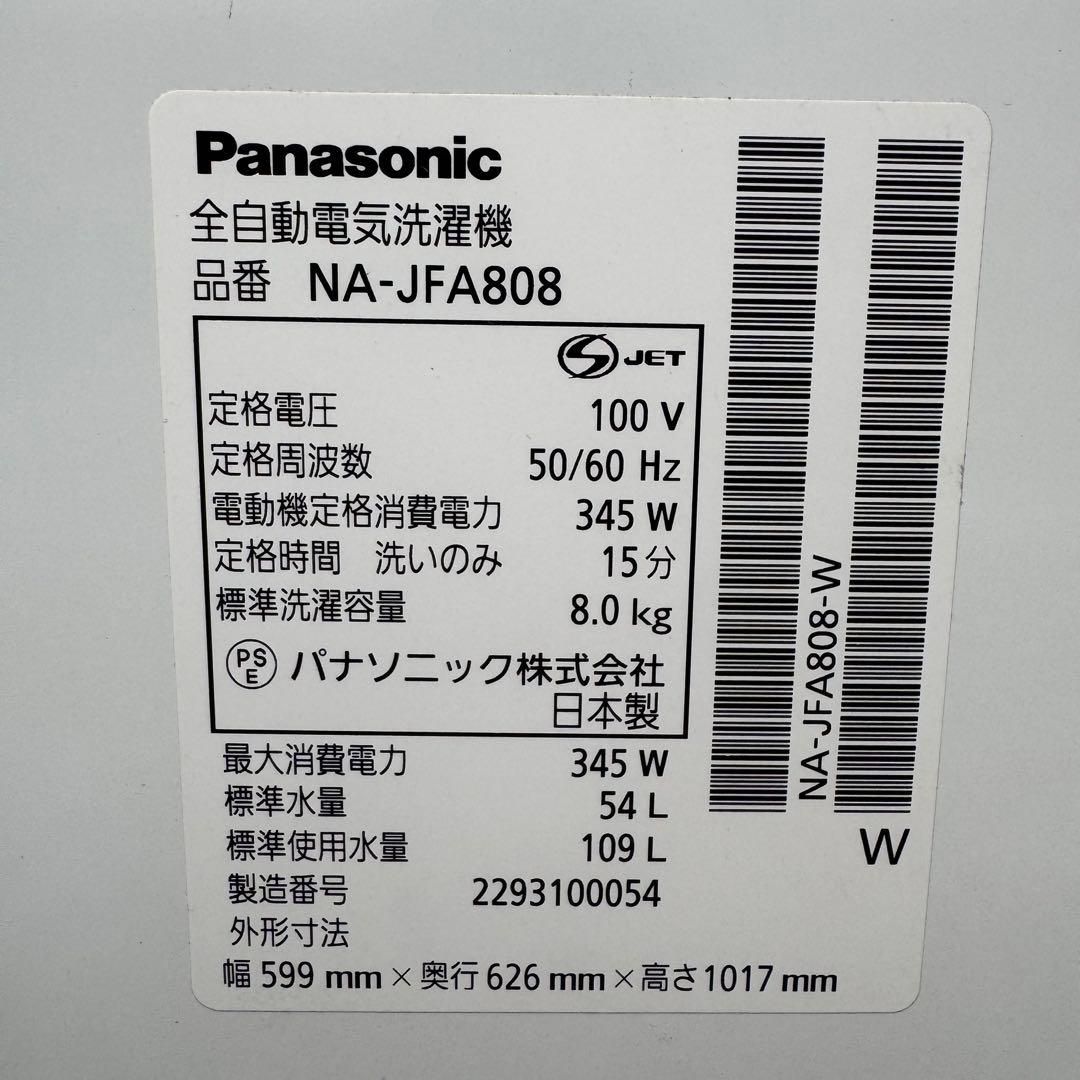 Panasonic
全自動電気洗濯機
品番 NA-JFA808
S JET
定格電圧 100 V
定格周波数 50/60 Hz
電動機定格消費電力 345 W
定格時間 洗いのみ 15分
標準洗濯容量 8.0 kg
PSE パナソニック株式会社
日本製
最大消費電力 345 W
標準水量 54 L
標準使用水量 109 L
製造番号 2293100054
外形寸法
幅 599 mm × 奥行 626 mm × 高さ 1017 mm
NA-JFA808-W
W